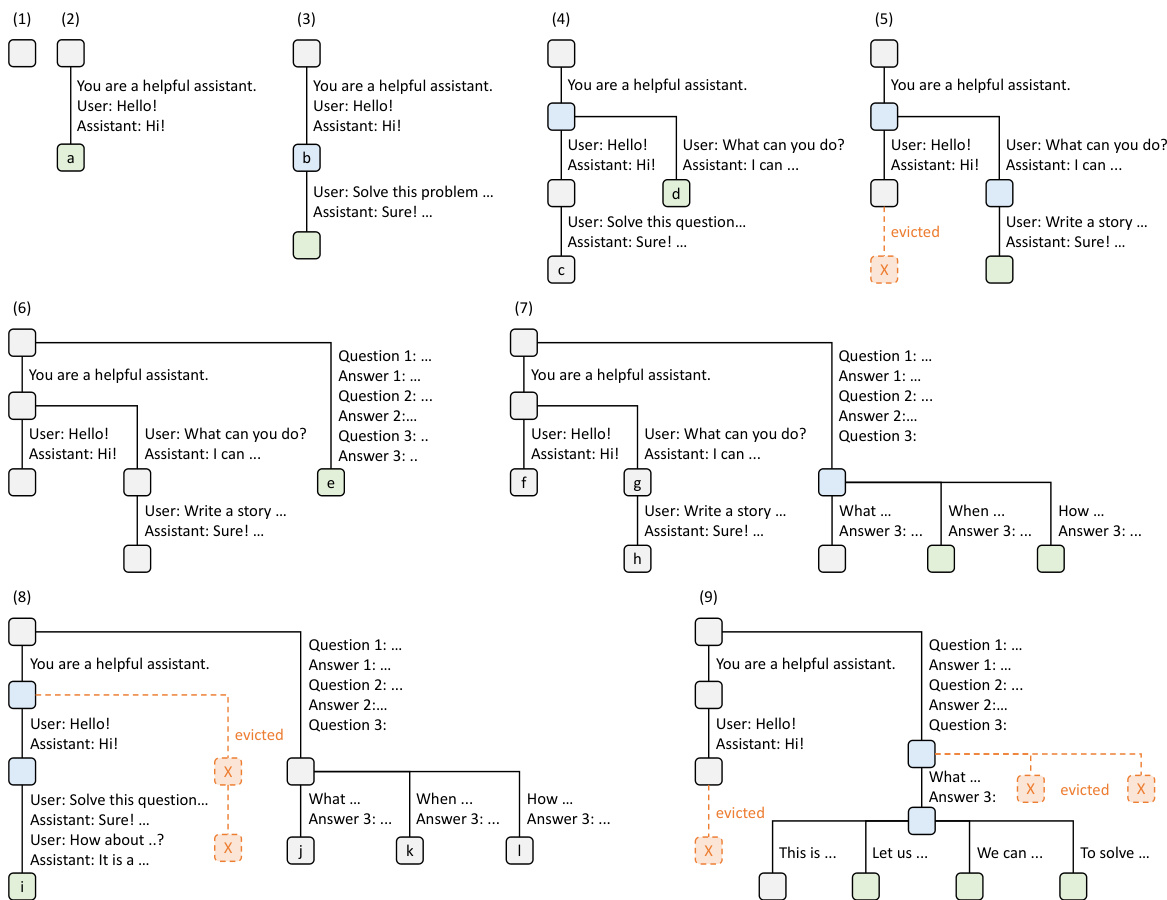 (1)
(2)
You are a helpful assistant.
User: Hello!
Assistant: Hi!
a
(3)
You are a helpful assistant.
User: Hello!
Assistant: Hi!
b
User: Solve this problem ...
Assistant: Sure! ...
(4)
You are a helpful assistant.
User: Hello!
Assistant: Hi!
User: What can you do?
Assistant: I can ...
d
User: Solve this question...
Assistant: Sure! ...
c
(5)
You are a helpful assistant.
User: Hello!
Assistant: Hi!
User: What can you do?
Assistant: I can ...
evicted
X
User: Write a story ...
Assistant: Sure! ...
(6)
You are a helpful assistant.
User: Hello!
Assistant: Hi!
User: What can you do?
Assistant: I can ...
User: Write a story ...
Assistant: Sure! ...
Question 1: ...
Answer 1: ...
Question 2: ...
Answer 2:...
Question 3: ..
Answer 3: ..
e
(7)
You are a helpful assistant.
User: Hello!
Assistant: Hi!
f
User: What can you do?
Assistant: I can ...
g
User: Write a story ...
Assistant: Sure! ...
h
Question 1: ...
Answer 1: ...
Question 2: ...
Answer 2:...
Question 3:
What ...
Answer 3: ...
When ...
Answer 3: ...
How ...
Answer 3: ...
(8)
You are a helpful assistant.
User: Hello!
Assistant: Hi!
evicted
X
X
User: Solve this question...
Assistant: Sure! ...
User: How about ..?
Assistant: It is a ...
i
Question 1: ...
Answer 1: ...
Question 2: ...
Answer 2:...
Question 3:
What ...
Answer 3: ...
j
When ...
Answer 3: ...
k
How ...
Answer 3: ...
l
(9)
You are a helpful assistant.
User: Hello!
Assistant: Hi!
evicted
X
Question 1: ...
Answer 1: ...
Question 2: ...
Answer 2:...
Question 3:
What ...
Answer 3:
X
evicted
X
This is ...
Let us ...
We can ...
To solve ...